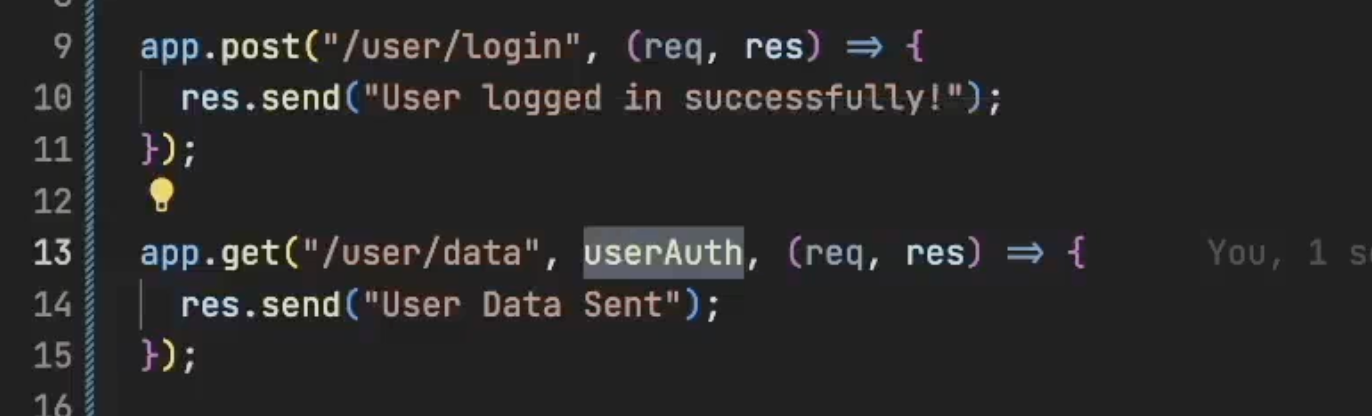 9 app.post("/user/login", (req, res) => {
10 res.send("User logged in successfully!");
11 });
12
13 app.get("/user/data", userAuth, (req, res) => { You, 1
14 res.send("User Data Sent");
15 });
16